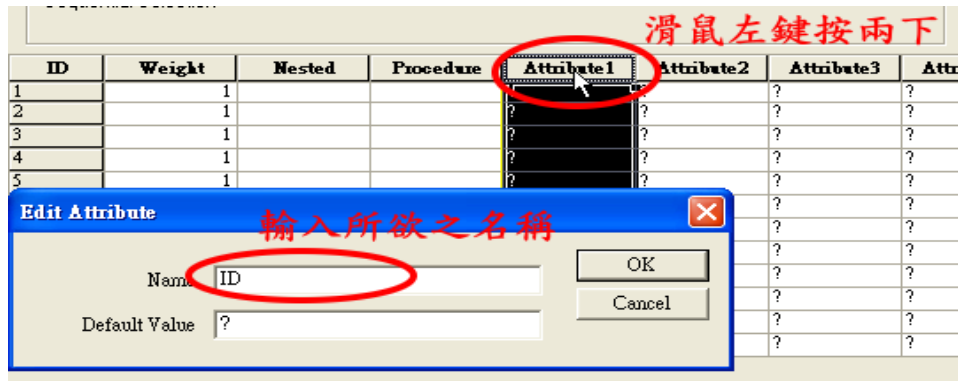 滑鼠左鍵按兩下
ID Weight Nested Procedure Attribute1 Attribute2 Attribute3
1 1 ? ? ?
2 1 ? ? ? ?
3 1 ? ? ? ?
4 1 ? ? ? ?
5 1 ? ? ? ?
Edit Attribute
輸入所欲之名稱
? ?
? ?
? ?
Name ID OK
? ?
Cancel
? ?
Default Value ?
? ?
? ?